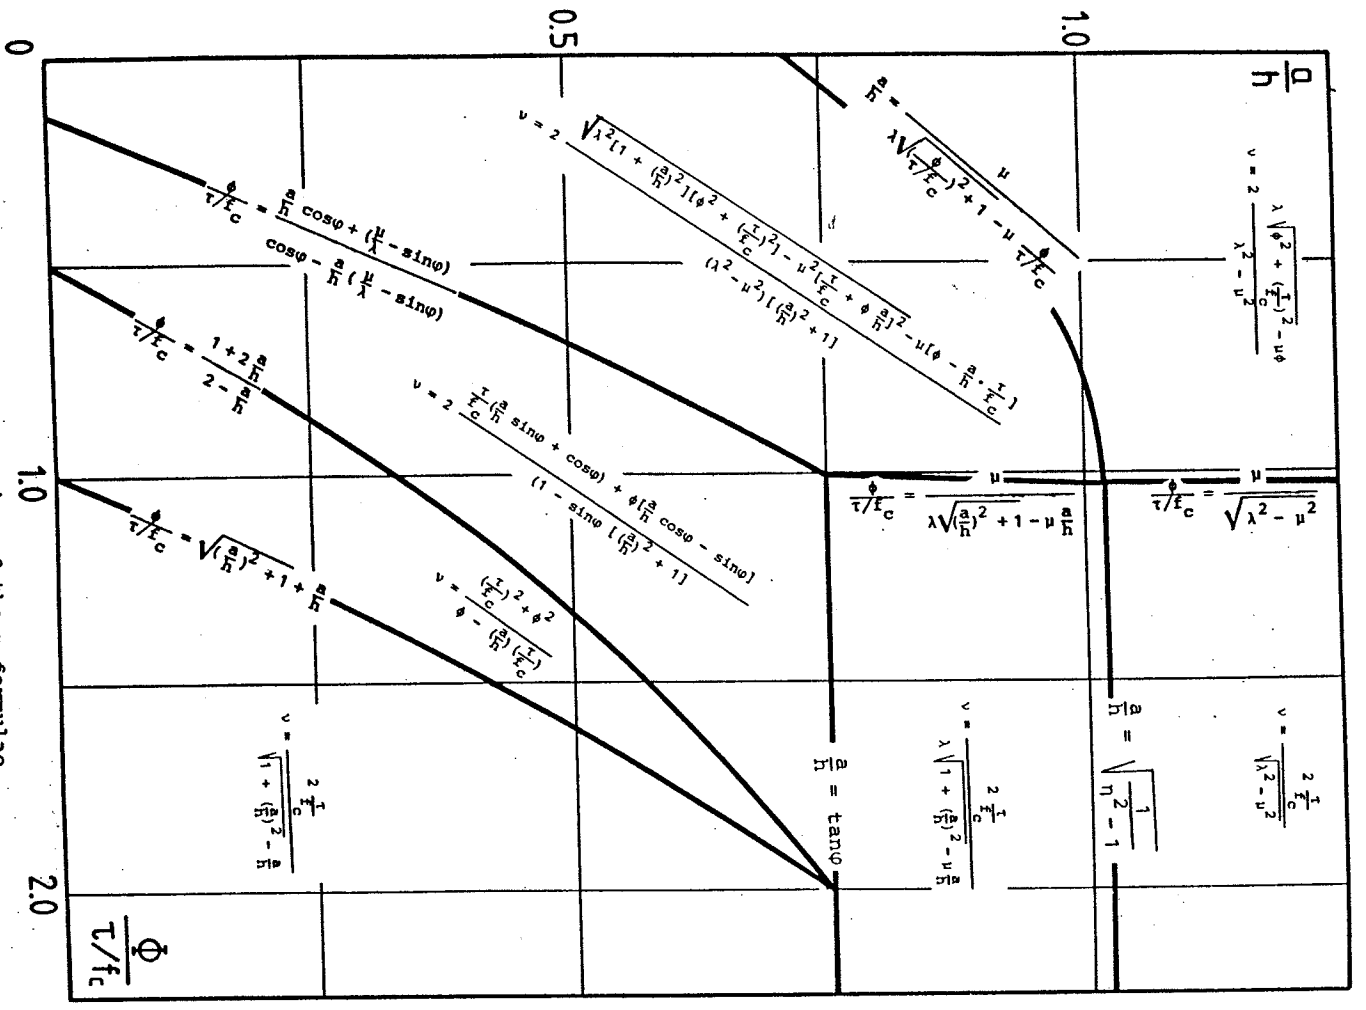 a/h
1.0
0.5
0
1.0
2.0
Φ/(τ/f_c)
ν = 2 (λ√(φ² + (τ/f_c)²) - μφ)/(λ² - μ²)
a/h = μ/(λ√((φ/(τ/f_c))² + 1) - μ φ/(τ/f_c))
ν = 2 (√(λ²[1 + (a/h)²][φ² + (τ/f_c)²] - μ²[τ/f_c + φ a/h]²) - μ[φ - a/h · τ/f_c])/((λ² - μ²)[(a/h)² + 1])
φ/(τ/f_c) = (a/h cosφ + (μ/λ - sinφ))/(cosφ - a/h (μ/λ - sinφ))
φ/(τ/f_c) = (1 + 2 a/h)/(2 - a/h)
ν = 2 (τ/f_c (a/h sinφ + cosφ) + φ[a/h cosφ - sinφ])/((1 - sinφ [(a/h)² + 1])
φ/(τ/f_c) = μ/(λ√((a/h)² + 1) - μ a/h)
φ/(τ/f_c) = μ/√(λ² - μ²)
φ/(τ/f_c) = √((a/h)² + 1) + a/h
ν = ((τ/f_c)² + φ²)/(φ - (a/h)(τ/f_c))
ν = (2 τ/f_c)/(√(1 + (a/h)²) - a/h)
a/h = tanφ
ν = (2 τ/f_c)/(λ√(1 + (a/h)²) - μ a/h)
a/h = √(1/(η² - 1))
ν = (2 τ/f_c)/√(λ² - μ²)